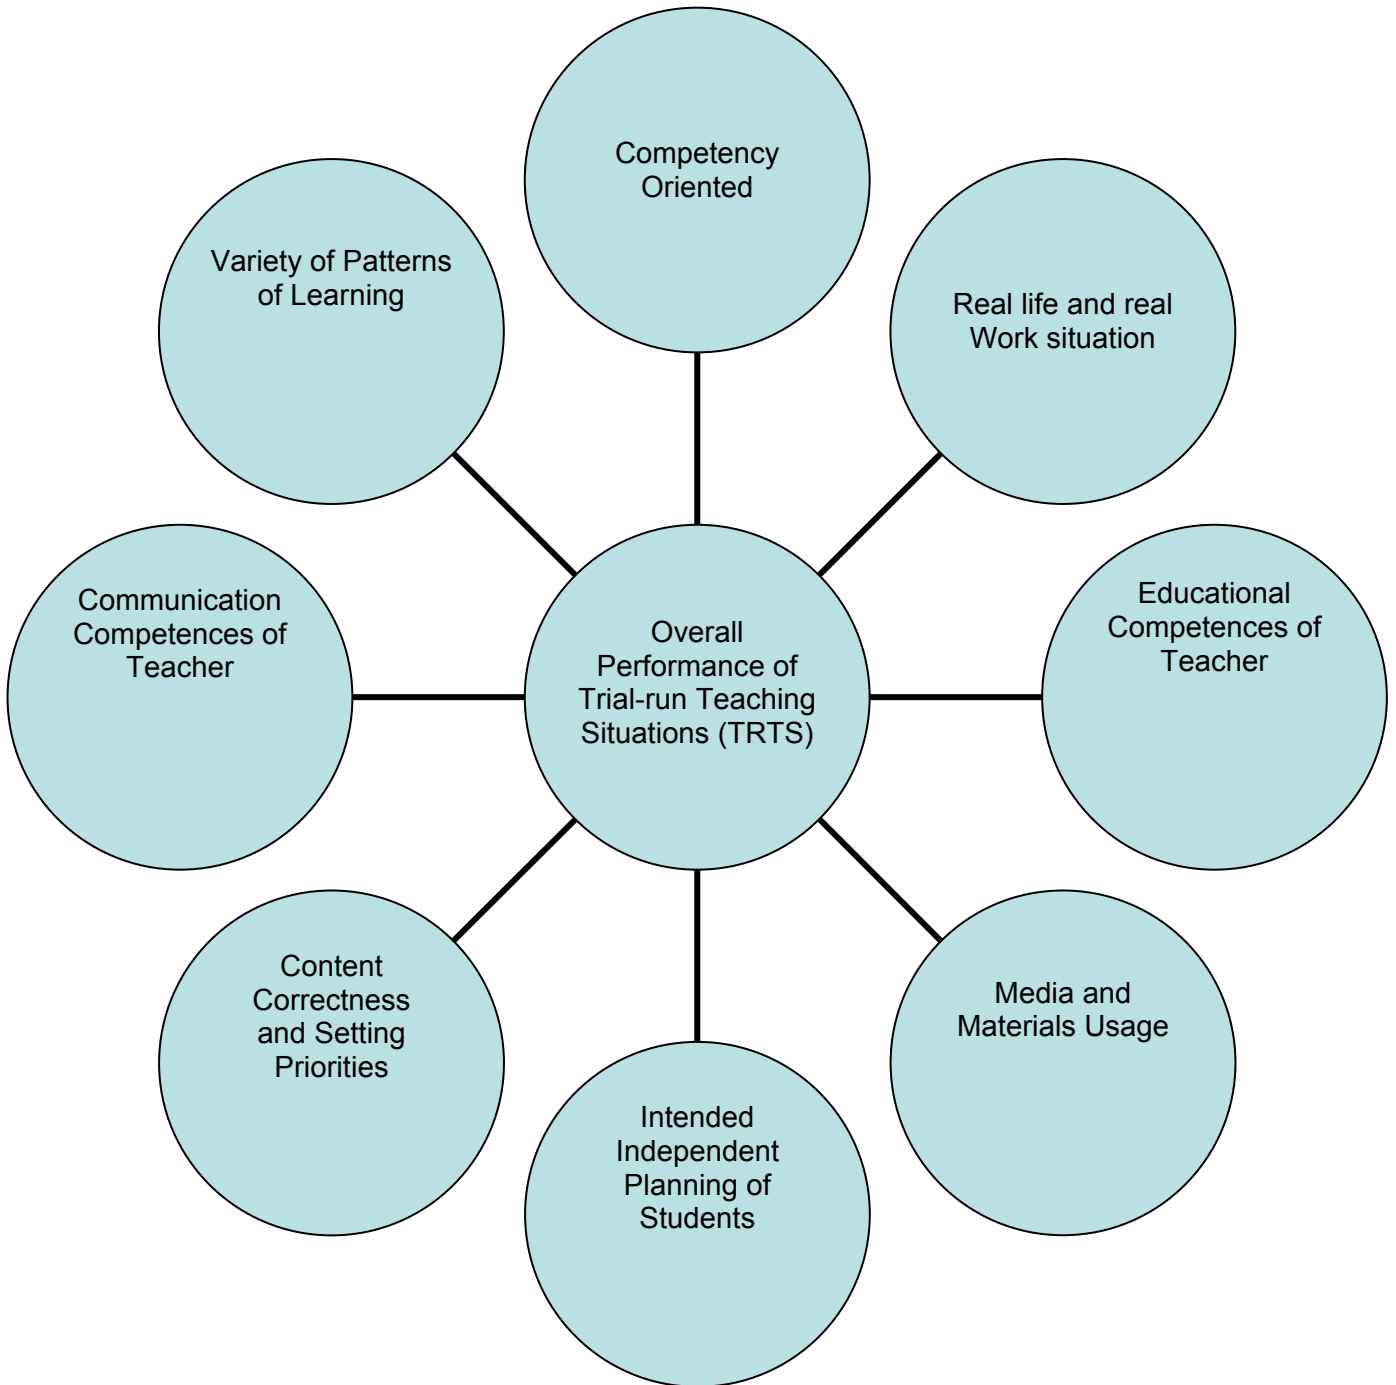 Competency
Oriented
Variety of Patterns
of Learning
Real life and real
Work situation
Communication
Competences of
Teacher
Overall
Performance of
Trial-run Teaching
Situations (TRTS)
Educational
Competences of
Teacher
Content
Correctness
and Setting
Priorities
Media and
Materials Usage
Intended
Independent
Planning of
Students